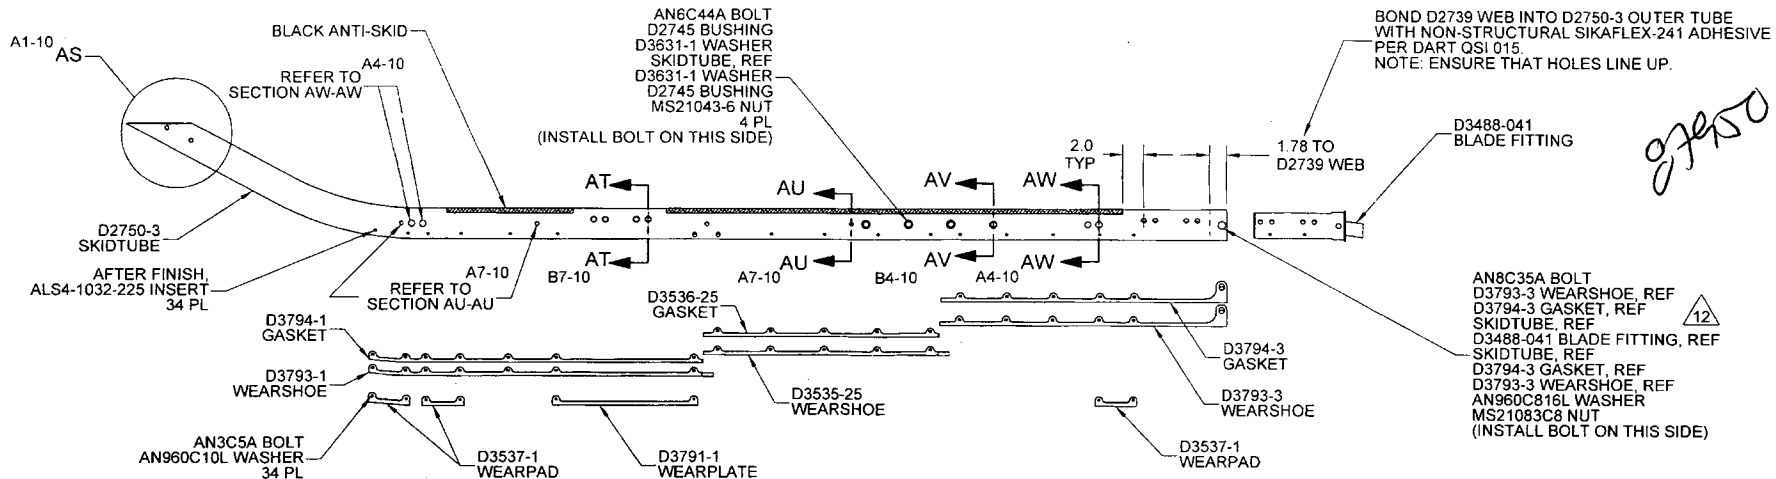 A1-10
AS
BLACK ANTI-SKID
A4-10
REFER TO
SECTION AW-AW
AN6C44A BOLT
D2745 BUSHING
D3631-1 WASHER
SKIDTUBE, REF
D3631-1 WASHER
D2745 BUSHING
MS21043-6 NUT
4 PL
(INSTALL BOLT ON THIS SIDE)
BOND D2739 WEB INTO D2750-3 OUTER TUBE
WITH NON-STRUCTURAL SIKAFLEX-241 ADHESIVE
PER DART QSI 015.
NOTE: ENSURE THAT HOLES LINE UP.
2.0
TYP
1.78 TO
D2739 WEB
D3488-041
BLADE FITTING
AT
AU
AV
AW
D2750-3
SKIDTUBE
AFTER FINISH,
ALS4-1032-225 INSERT
34 PL
REFER TO
SECTION AU-AU
A7-10
AT
B7-10
A7-10
AU
B4-10
AV
A4-10
AW
D3794-1
GASKET
D3793-1
WEARSHOE
D3536-25
GASKET
D3535-25
WEARSHOE
D3794-3
GASKET
D3793-3
WEARSHOE
AN3C5A BOLT
AN960C10L WASHER
34 PL
D3537-1
WEARPAD
D3791-1
WEARPLATE
D3537-1
WEARPAD
AN8C35A BOLT
D3793-3 WEARSHOE, REF
D3794-3 GASKET, REF
SKIDTUBE, REF
D3488-041 BLADE FITTING, REF
SKIDTUBE, REF
D3794-3 GASKET, REF
D3793-3 WEARSHOE, REF
AN960C816L WASHER
MS21083C8 NUT
(INSTALL BOLT ON THIS SIDE)
12